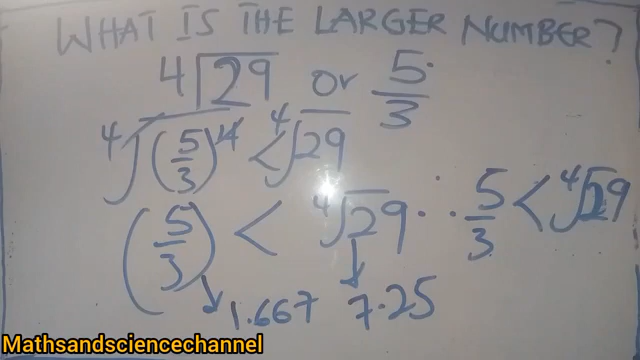 WHAT IS THE LARGER NUMBER?
4√29 or 5/3
⁴√(5/3)⁴ < ⁴√29
(5/3) < ⁴√29 ∴ 5/3 < ⁴√29
1.667 7.25
Mathsandsciencechannel